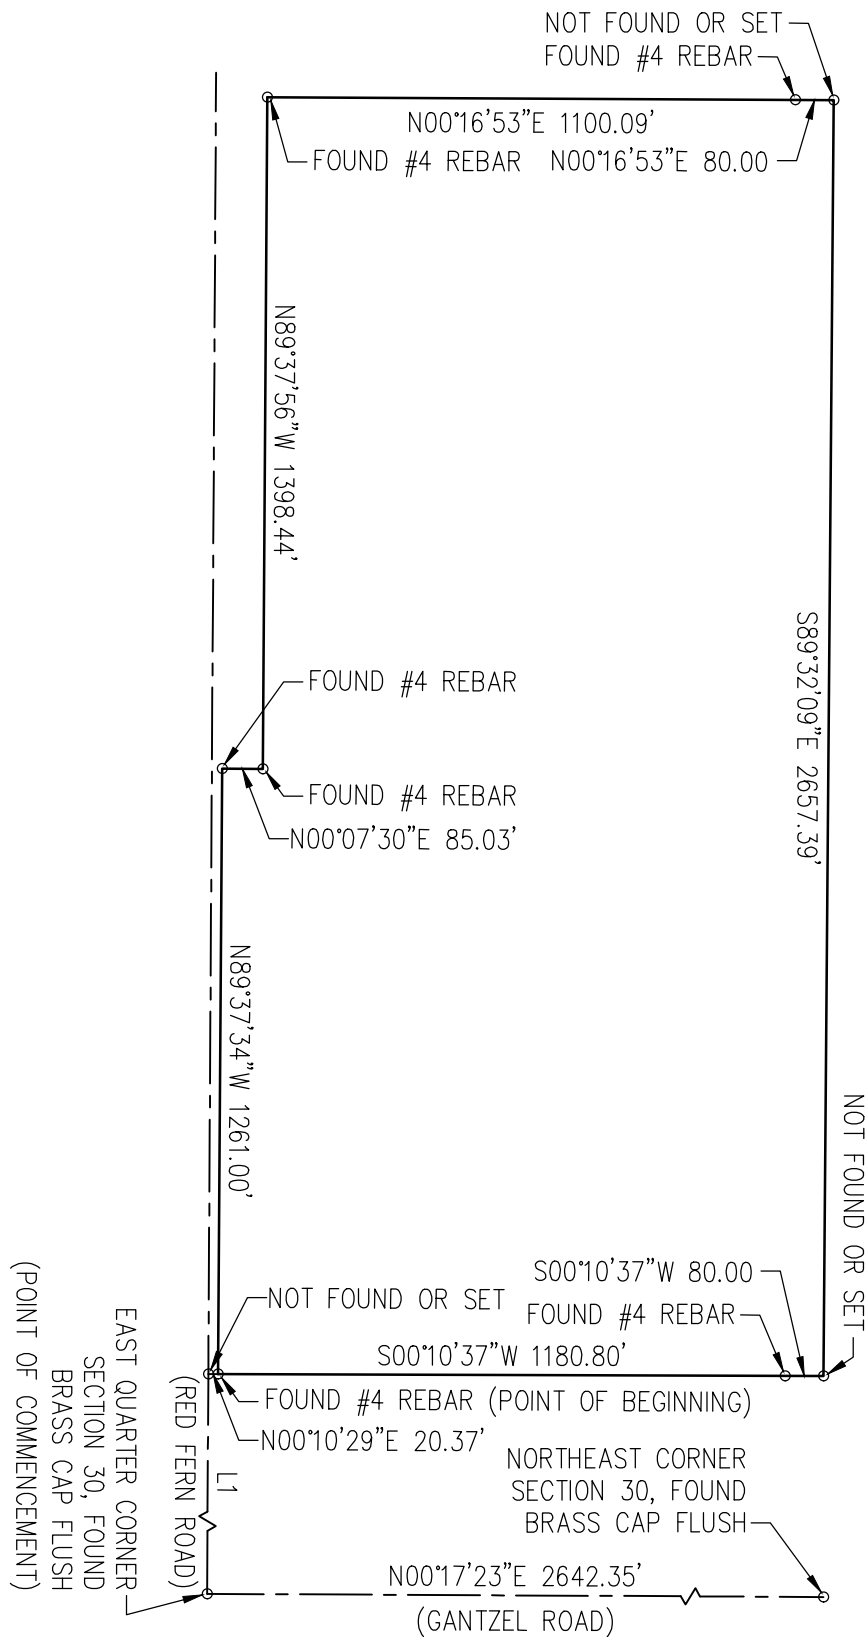 NOT FOUND OR SET
FOUND #4 REBAR
N00°16'53"E 1100.09'
FOUND #4 REBAR
N00°16'53"E 80.00
N89°37'56"W 1398.44'
S89°32'09"E 2657.39'
FOUND #4 REBAR
FOUND #4 REBAR
N00°07'30"E 85.03'
N89°37'34"W 1261.00'
NOT FOUND OR SET
S00°10'37"W 80.00
NOT FOUND OR SET
FOUND #4 REBAR
S00°10'37"W 1180.80'
FOUND #4 REBAR (POINT OF BEGINNING)
N00°10'29"E 20.37'
(RED FERN ROAD)
L1
EAST QUARTER CORNER
SECTION 30, FOUND
BRASS CAP FLUSH
(POINT OF COMMENCEMENT)
NORTHEAST CORNER
SECTION 30, FOUND
BRASS CAP FLUSH
N00°17'23"E 2642.35'
(GANTZEL ROAD)